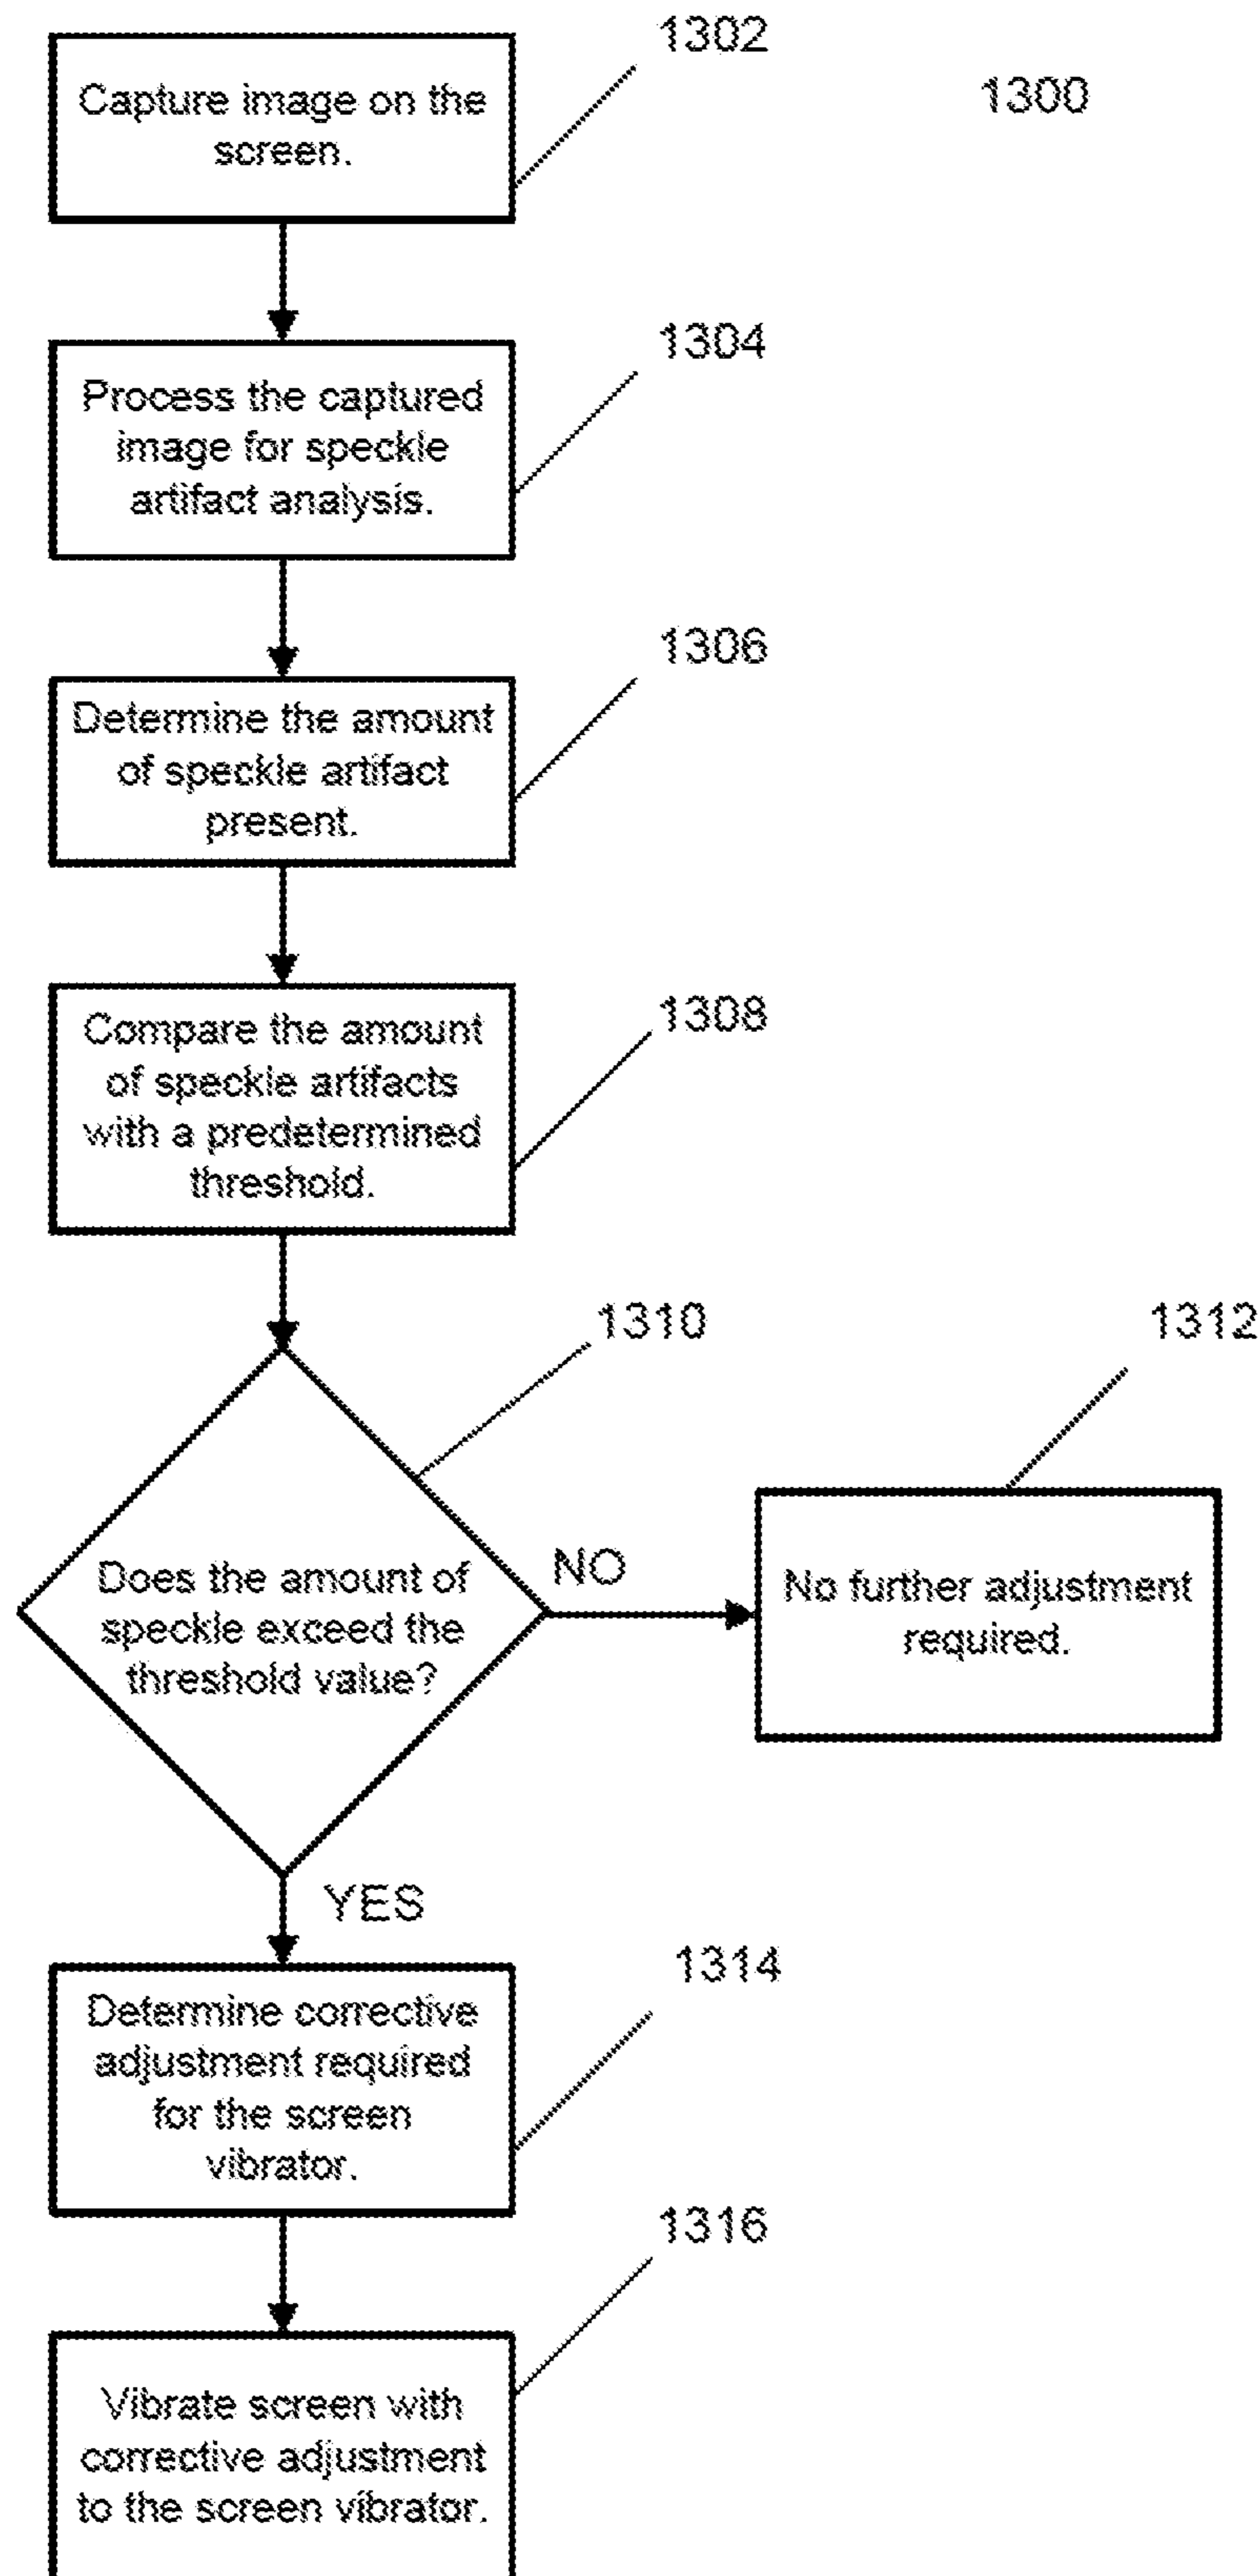 1302
1300
Capture image on the
screen.
1304
Process the captured
image for speckle
artifact analysis.
1306
Determine the amount
of speckle artifact
present.
1308
Compare the amount
of speckle artifacts
with a predetermined
threshold.
1310
1312
Does the amount of
speckle exceed the
threshold value?
NO
No further adjustment
required.
YES
1314
Determine corrective
adjustment required
for the screen
vibrator.
1316
Vibrate screen with
corrective adjustment
to the screen vibrator.